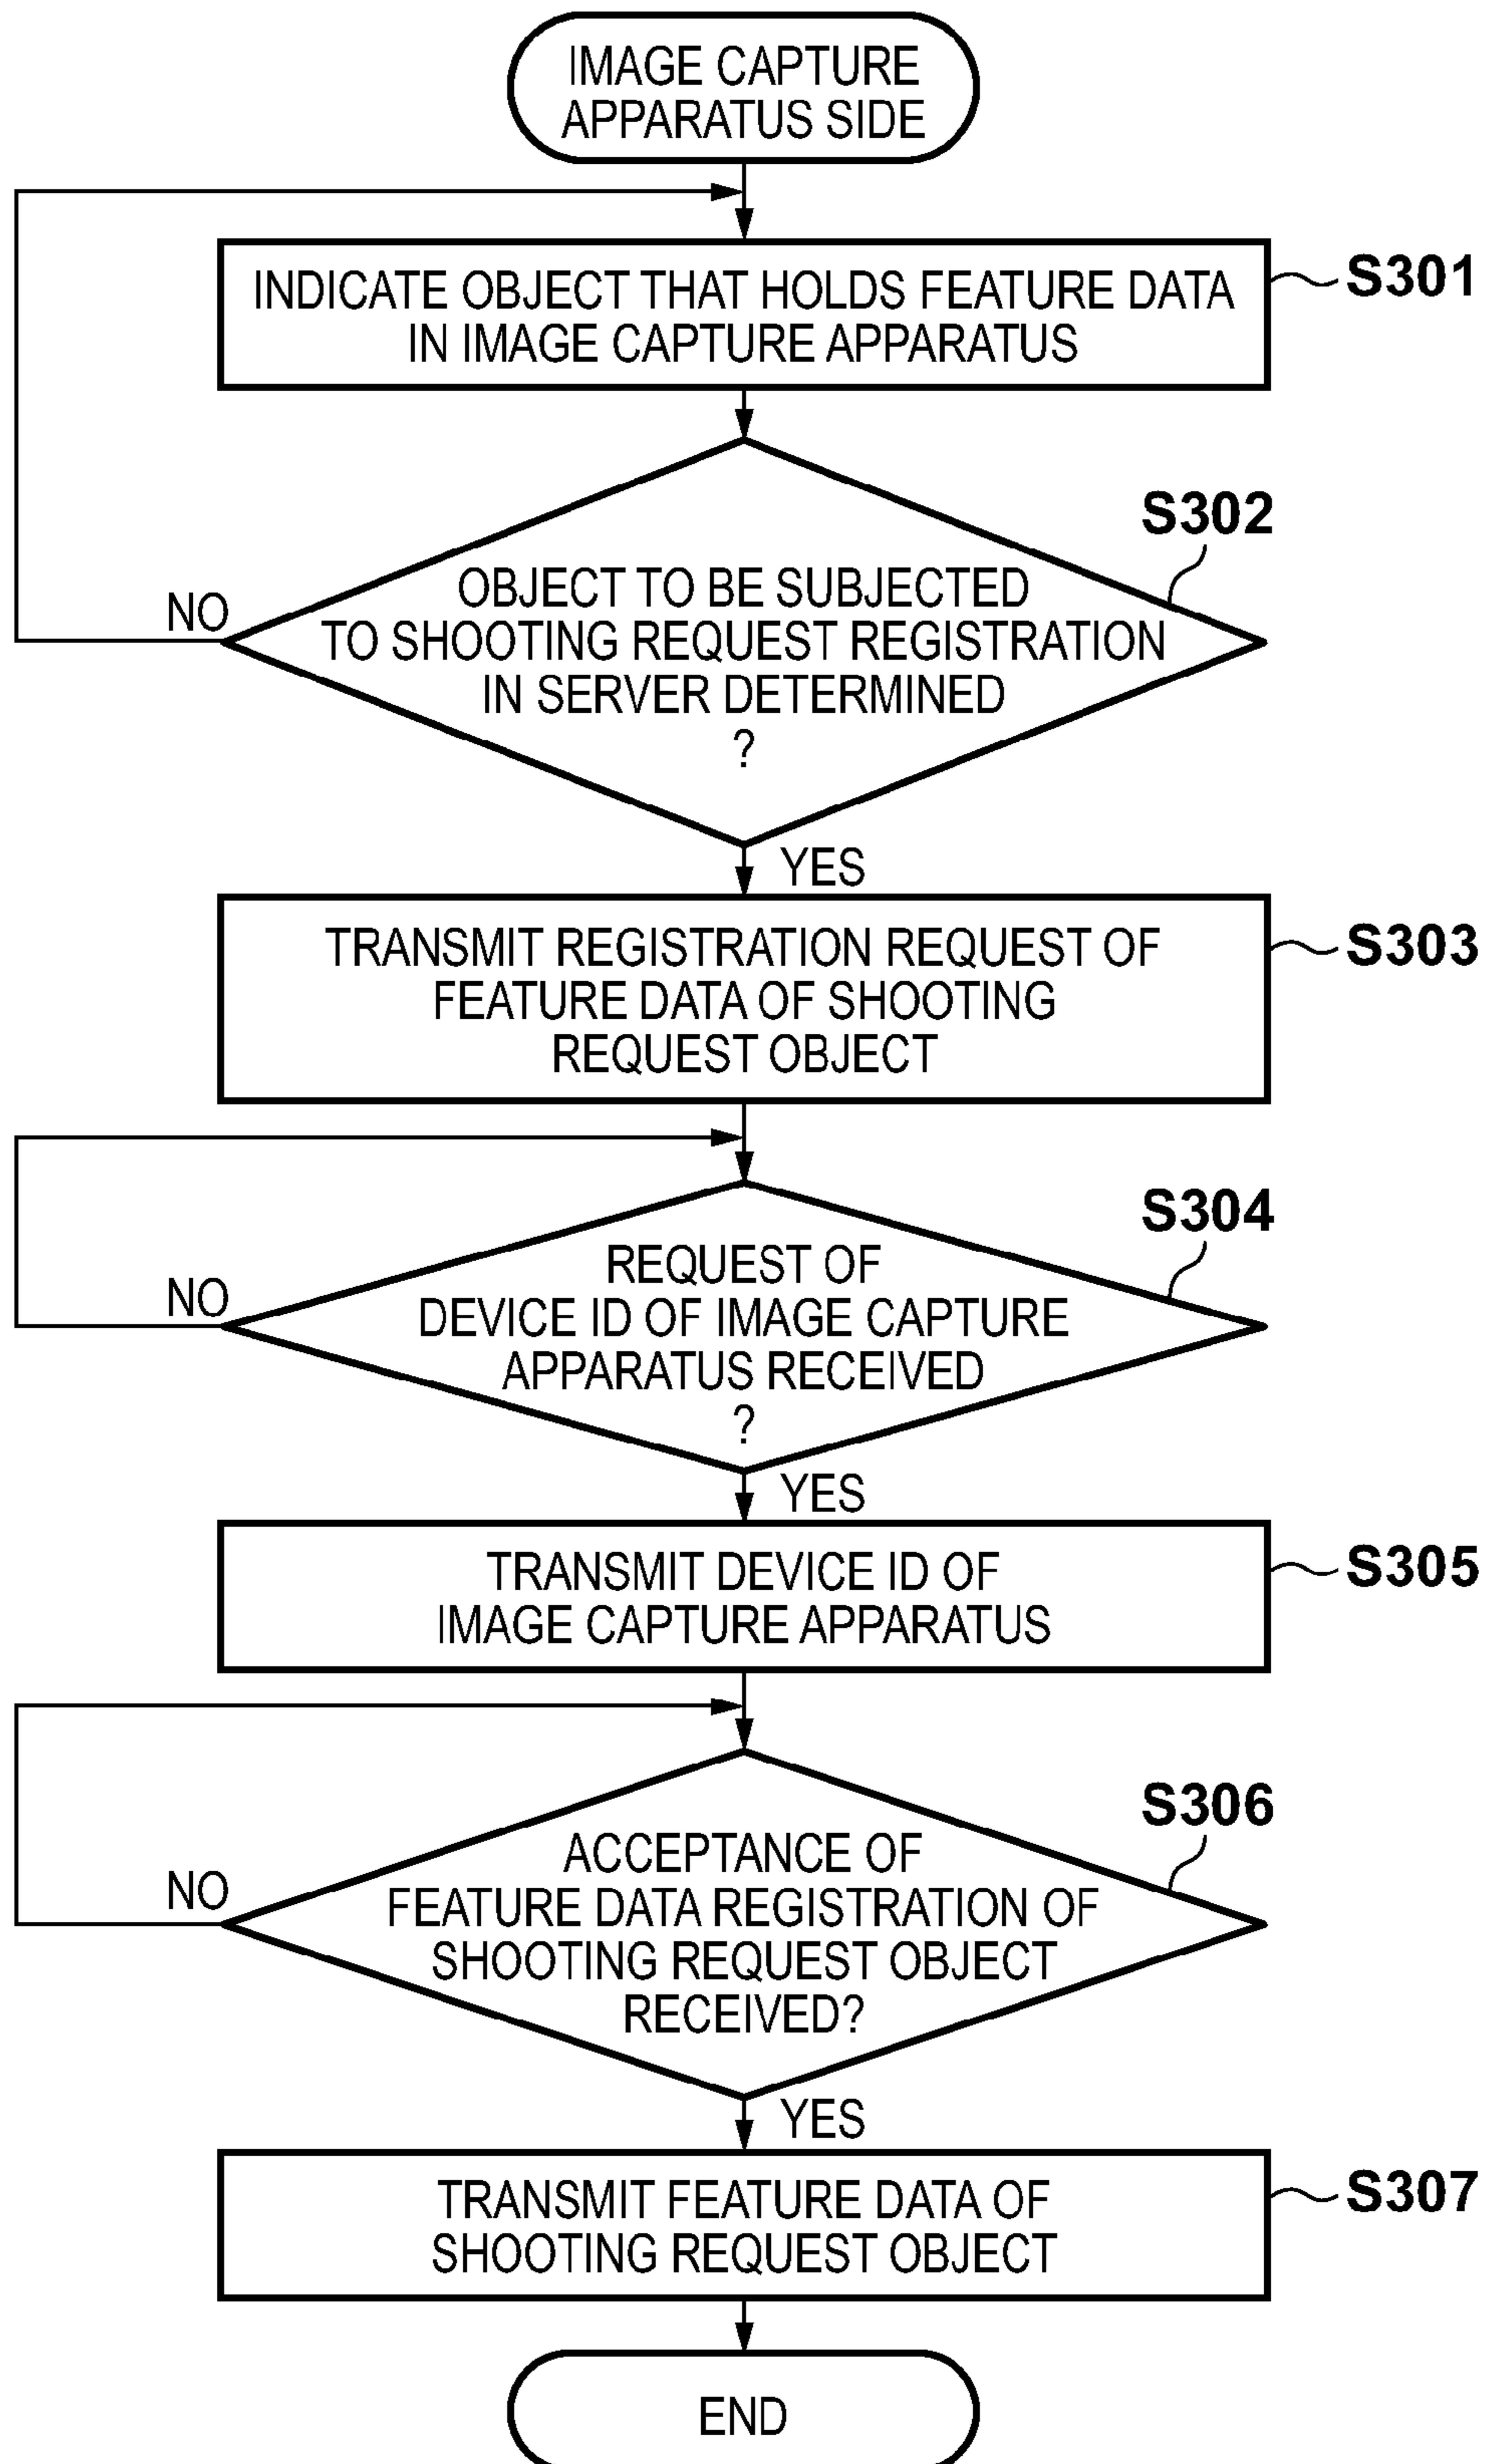 IMAGE CAPTURE
APPARATUS SIDE
INDICATE OBJECT THAT HOLDS FEATURE DATA
IN IMAGE CAPTURE APPARATUS
S301
S302
OBJECT TO BE SUBJECTED
TO SHOOTING REQUEST REGISTRATION
IN SERVER DETERMINED
?
NO
YES
TRANSMIT REGISTRATION REQUEST OF
FEATURE DATA OF SHOOTING
REQUEST OBJECT
S303
S304
REQUEST OF
DEVICE ID OF IMAGE CAPTURE
APPARATUS RECEIVED
?
NO
YES
TRANSMIT DEVICE ID OF
IMAGE CAPTURE APPARATUS
S305
S306
ACCEPTANCE OF
FEATURE DATA REGISTRATION OF
SHOOTING REQUEST OBJECT
RECEIVED?
NO
YES
TRANSMIT FEATURE DATA OF
SHOOTING REQUEST OBJECT
S307
END